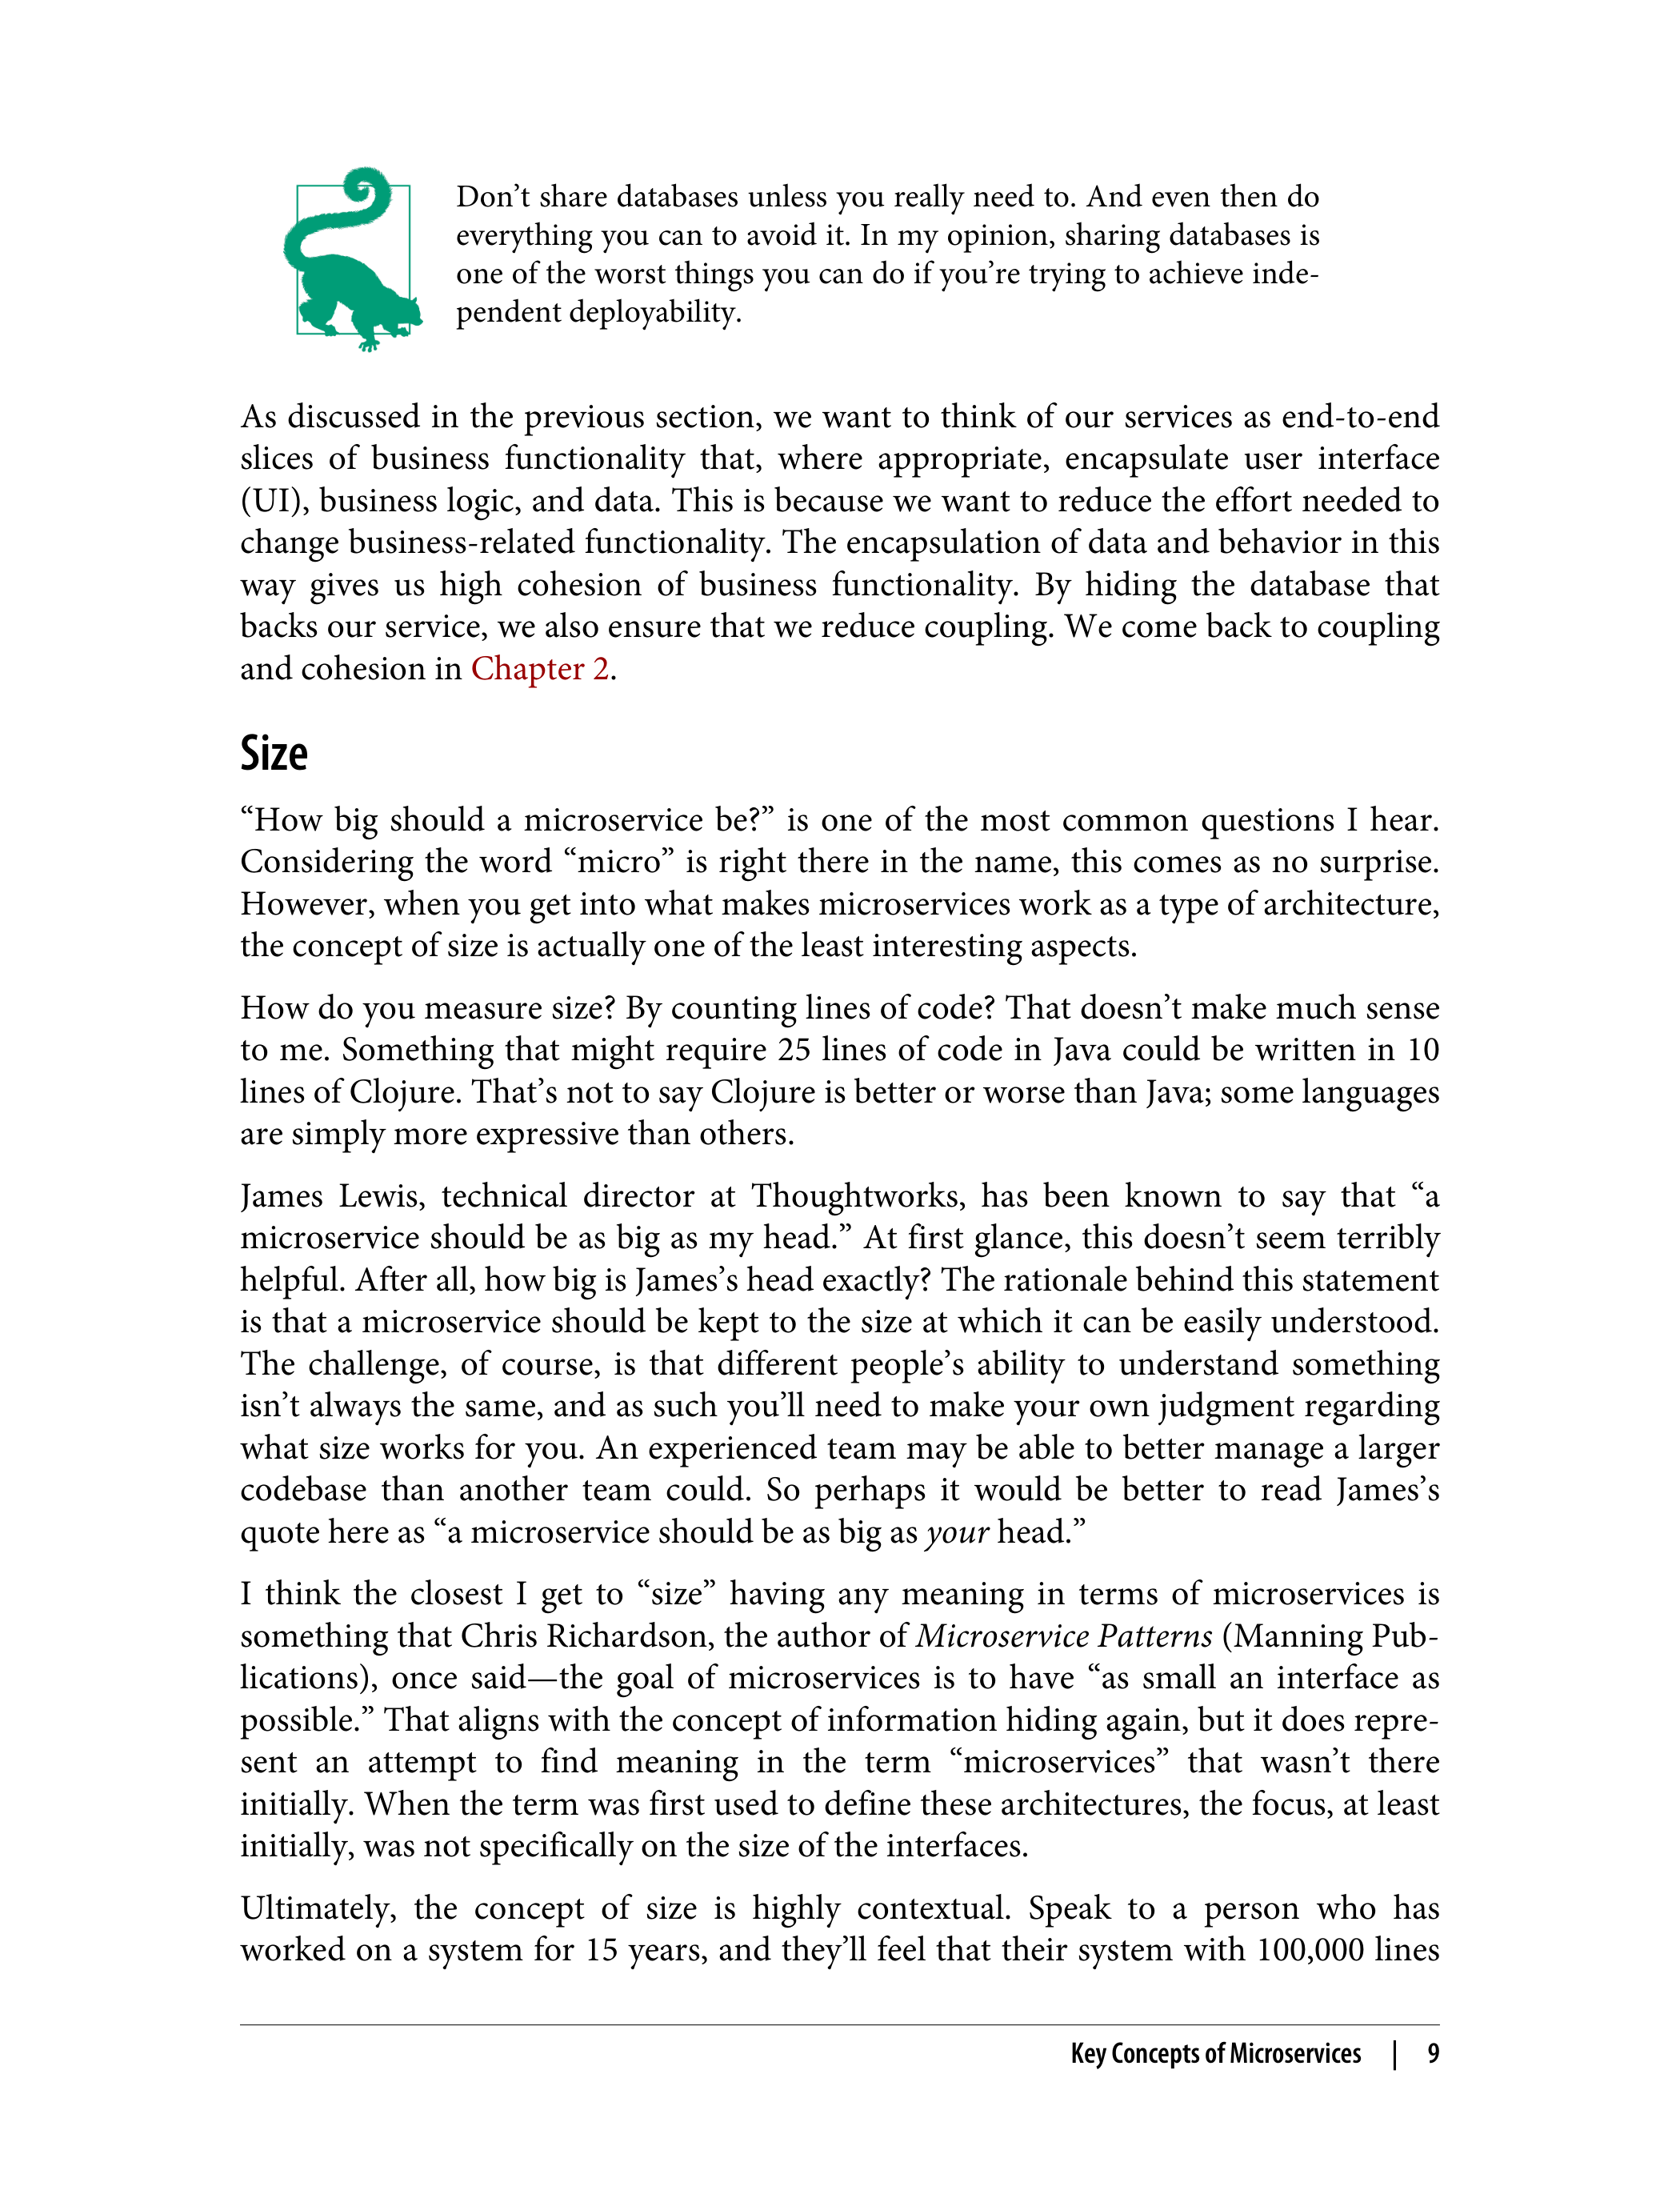 Don’t share databases unless you really need to. And even then do
everything you can to avoid it. In my opinion, sharing databases is
one of the worst things you can do if you’re trying to achieve inde-
pendent deployability.
As discussed in the previous section, we want to think of our services as end-to-end
slices of business functionality that, where appropriate, encapsulate user interface
(UI), business logic, and data. This is because we want to reduce the effort needed to
change business-related functionality. The encapsulation of data and behavior in this
way gives us high cohesion of business functionality. By hiding the database that
backs our service, we also ensure that we reduce coupling. We come back to coupling
and cohesion in Chapter 2.
Size
“How big should a microservice be?” is one of the most common questions I hear.
Considering the word “micro” is right there in the name, this comes as no surprise.
However, when you get into what makes microservices work as a type of architecture,
the concept of size is actually one of the least interesting aspects.
How do you measure size? By counting lines of code? That doesn’t make much sense
to me. Something that might require 25 lines of code in Java could be written in 10
lines of Clojure. That’s not to say Clojure is better or worse than Java; some languages
are simply more expressive than others.
James Lewis, technical director at Thoughtworks, has been known to say that “a
microservice should be as big as my head.” At first glance, this doesn’t seem terribly
helpful. After all, how big is James’s head exactly? The rationale behind this statement
is that a microservice should be kept to the size at which it can be easily understood.
The challenge, of course, is that different people’s ability to understand something
isn’t always the same, and as such you’ll need to make your own judgment regarding
what size works for you. An experienced team may be able to better manage a larger
codebase than another team could. So perhaps it would be better to read James’s
quote here as “a microservice should be as big as your head.”
I think the closest I get to “size” having any meaning in terms of microservices is
something that Chris Richardson, the author of Microservice Patterns (Manning Pub-
lications), once said—the goal of microservices is to have “as small an interface as
possible.” That aligns with the concept of information hiding again, but it does repre-
sent an attempt to find meaning in the term “microservices” that wasn’t there
initially. When the term was first used to define these architectures, the focus, at least
initially, was not specifically on the size of the interfaces.
Ultimately, the concept of size is highly contextual. Speak to a person who has
worked on a system for 15 years, and they’ll feel that their system with 100,000 lines
Key Concepts of Microservices | 9